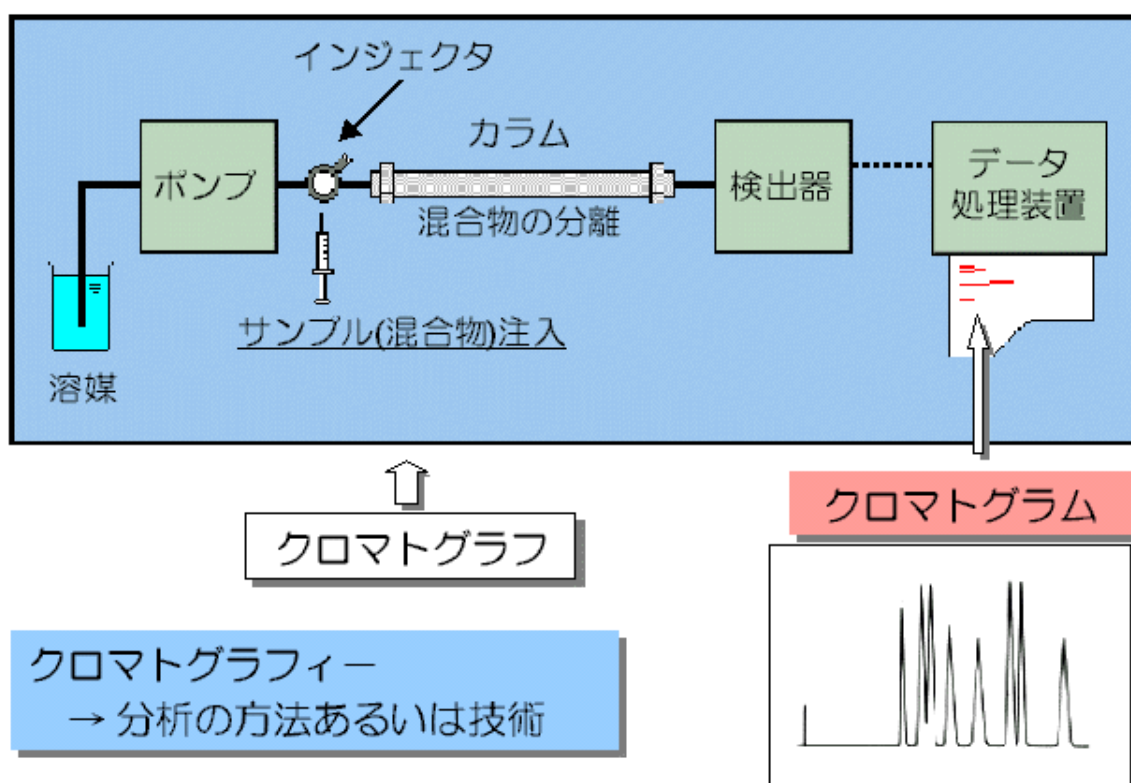 インジェクタ
カラム
ポンプ
検出器
データ
処理装置
混合物の分離
サンプル(混合物)注入
溶媒
クロマトグラフ
クロマトグラム
クロマトグラフィー
→ 分析の方法あるいは技術